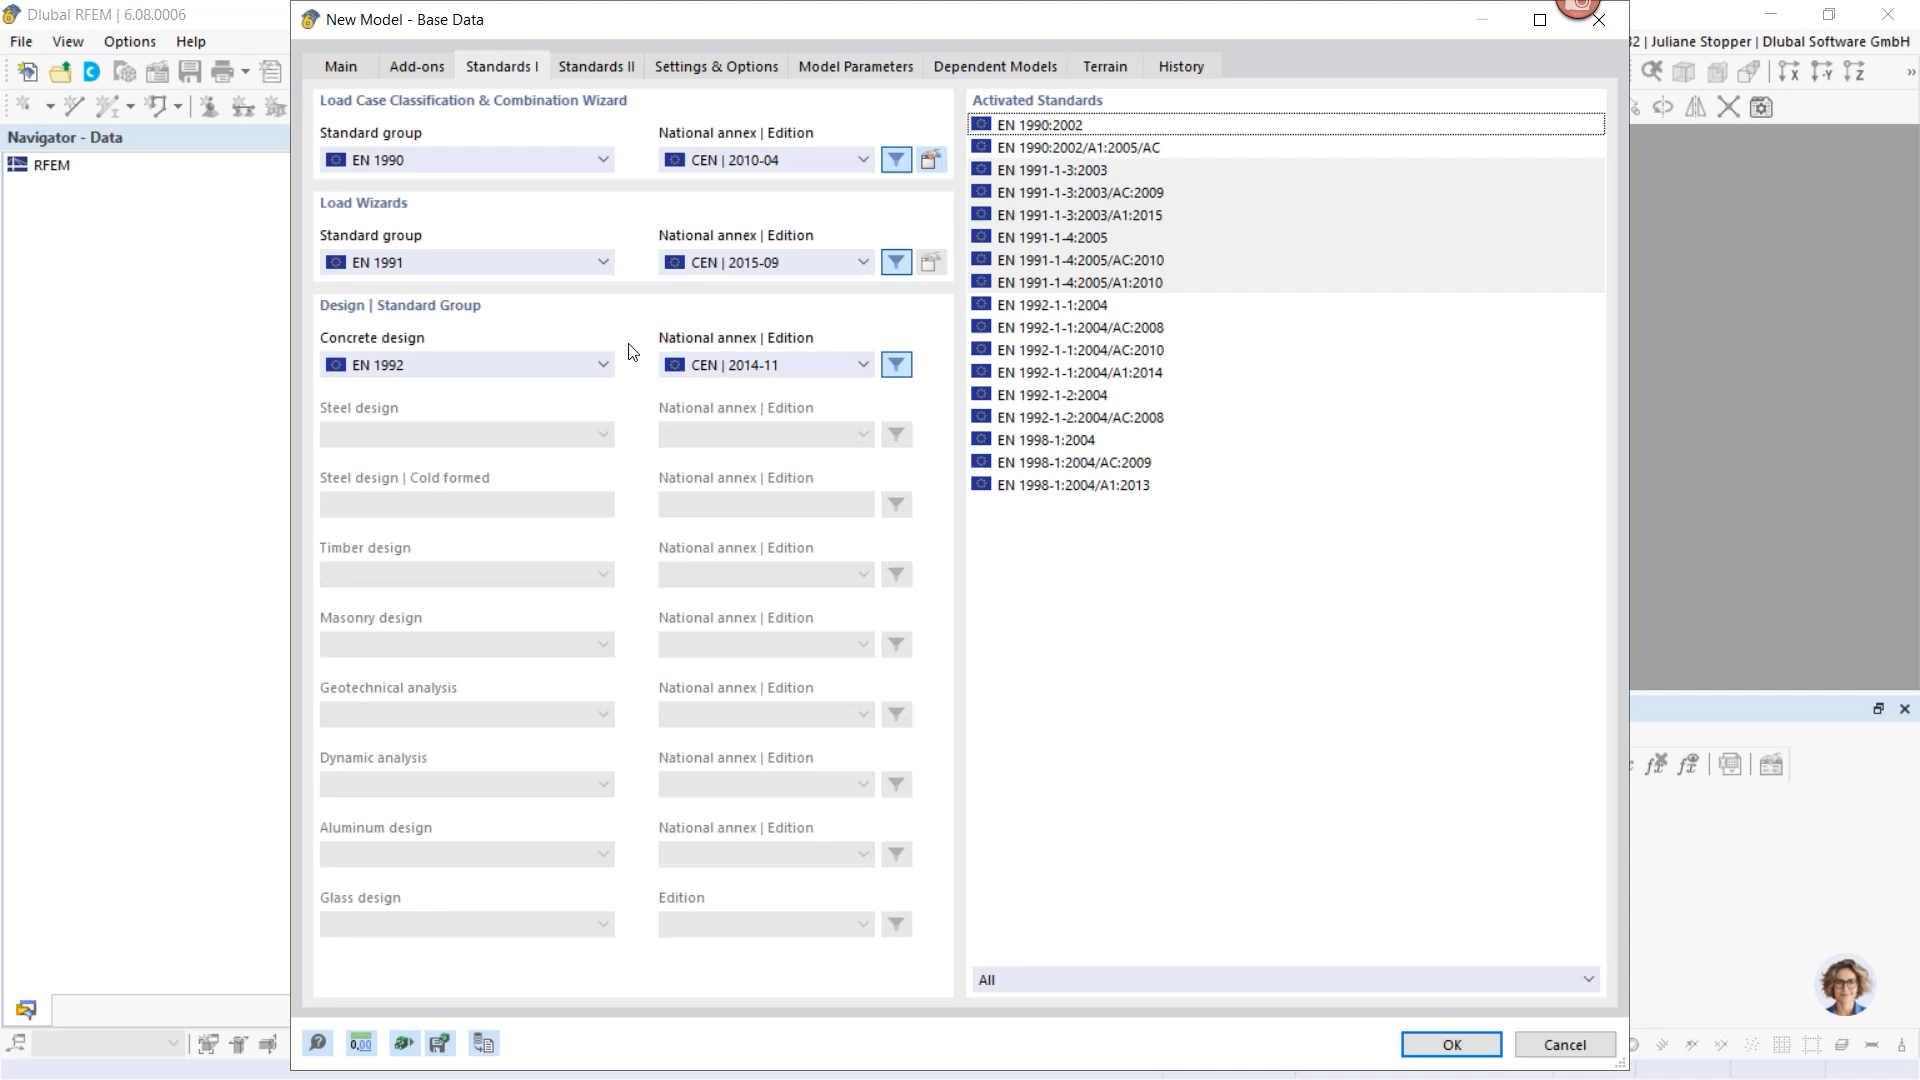 Dlubal RFEM | 6.08.0006
File View Options Help
New Model - Base Data
| Juliane Stopper | Dlubal Software GmbH
Navigator - Data
RFEM
Main Add-ons Standards I Standards II Settings & Options Model Parameters Dependent Models Terrain History
Load Case Classification & Combination Wizard
Standard group National annex | Edition
EN 1990 CEN | 2010-04
Load Wizards
Standard group National annex | Edition
EN 1991 CEN | 2015-09
Design | Standard Group
Concrete design National annex | Edition
EN 1992 CEN | 2014-11
Steel design National annex | Edition
Steel design | Cold formed National annex | Edition
Timber design National annex | Edition
Masonry design National annex | Edition
Geotechnical analysis National annex | Edition
Dynamic analysis National annex | Edition
Aluminum design National annex | Edition
Glass design Edition
Activated Standards
EN 1990:2002
EN 1990:2002/A1:2005/AC
EN 1991-1-3:2003
EN 1991-1-3:2003/AC:2009
EN 1991-1-3:2003/A1:2015
EN 1991-1-4:2005
EN 1991-1-4:2005/AC:2010
EN 1991-1-4:2005/A1:2010
EN 1992-1-1:2004
EN 1992-1-1:2004/AC:2008
EN 1992-1-1:2004/AC:2010
EN 1992-1-1:2004/A1:2014
EN 1992-1-2:2004
EN 1992-1-2:2004/AC:2008
EN 1998-1:2004
EN 1998-1:2004/AC:2009
EN 1998-1:2004/A1:2013
All
0,00
OK Cancel